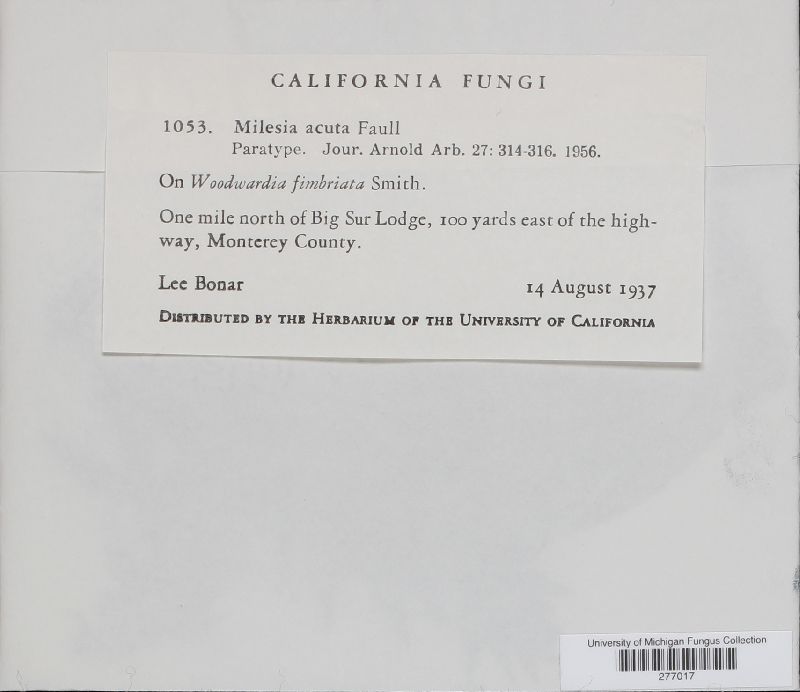 CALIFORNIA FUNGI
1053. Milesia acuta Faull
Paratype. Jour. Arnold Arb. 27: 314-316. 1956.
On Woodwardia fimbriata Smith.
One mile north of Big Sur Lodge, 100 yards east of the high-
way, Monterey County.
Lee Bonar 14 August 1937
DISTRIBUTED BY THE HERBARIUM OF THE UNIVERSITY OF CALIFORNIA
University of Michigan Fungus Collection
277017